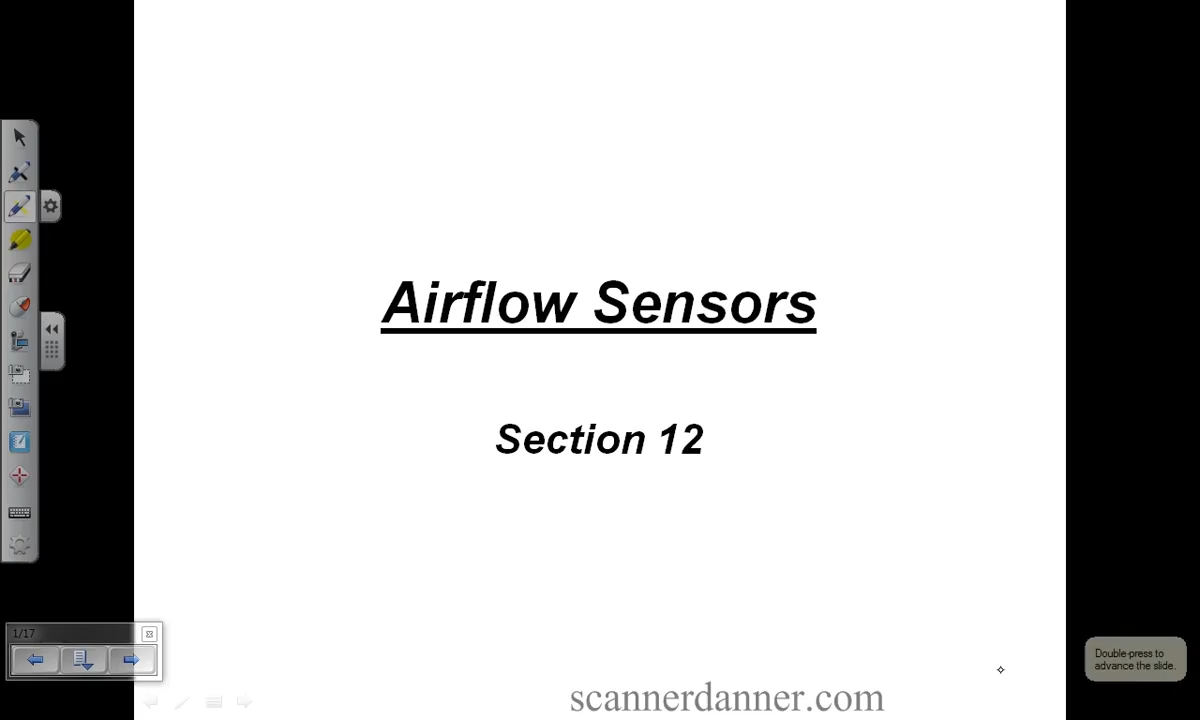 Airflow Sensors
Section 12
1/17
Double-press to
advance the slide.
scannerdanner.com